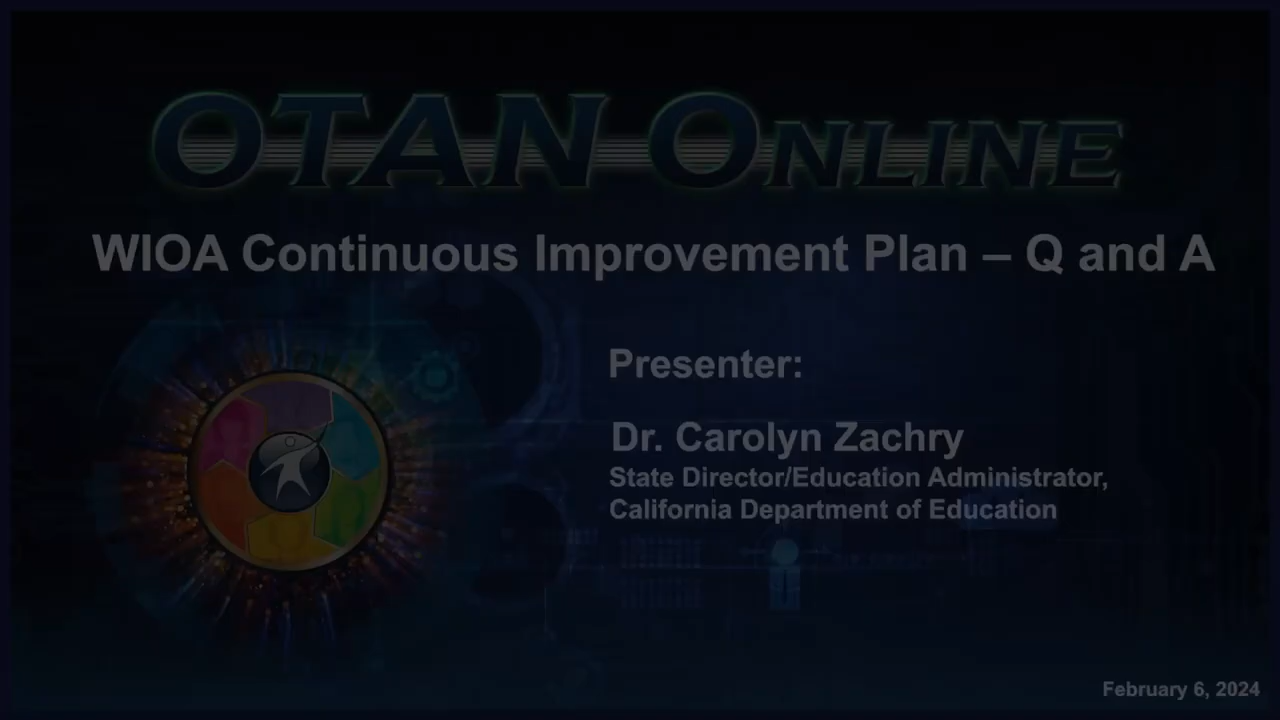 OTAN ONLINE
WIOA Continuous Improvement Plan – Q and A
Presenter:
Dr. Carolyn Zachry
State Director/Education Administrator,
California Department of Education
February 6, 2024